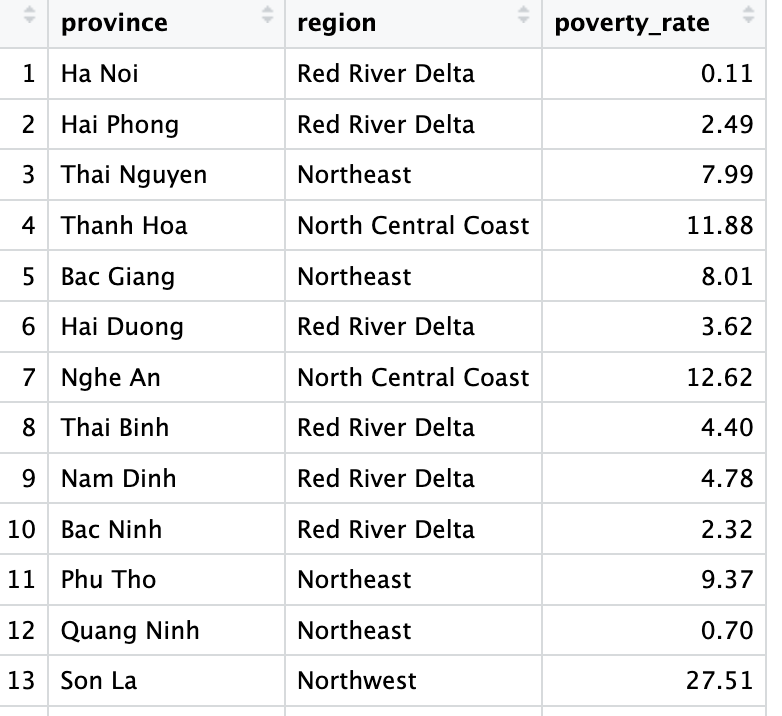 province region poverty_rate
1 Ha Noi Red River Delta 0.11
2 Hai Phong Red River Delta 2.49
3 Thai Nguyen Northeast 7.99
4 Thanh Hoa North Central Coast 11.88
5 Bac Giang Northeast 8.01
6 Hai Duong Red River Delta 3.62
7 Nghe An North Central Coast 12.62
8 Thai Binh Red River Delta 4.40
9 Nam Dinh Red River Delta 4.78
10 Bac Ninh Red River Delta 2.32
11 Phu Tho Northeast 9.37
12 Quang Ninh Northeast 0.70
13 Son La Northwest 27.51